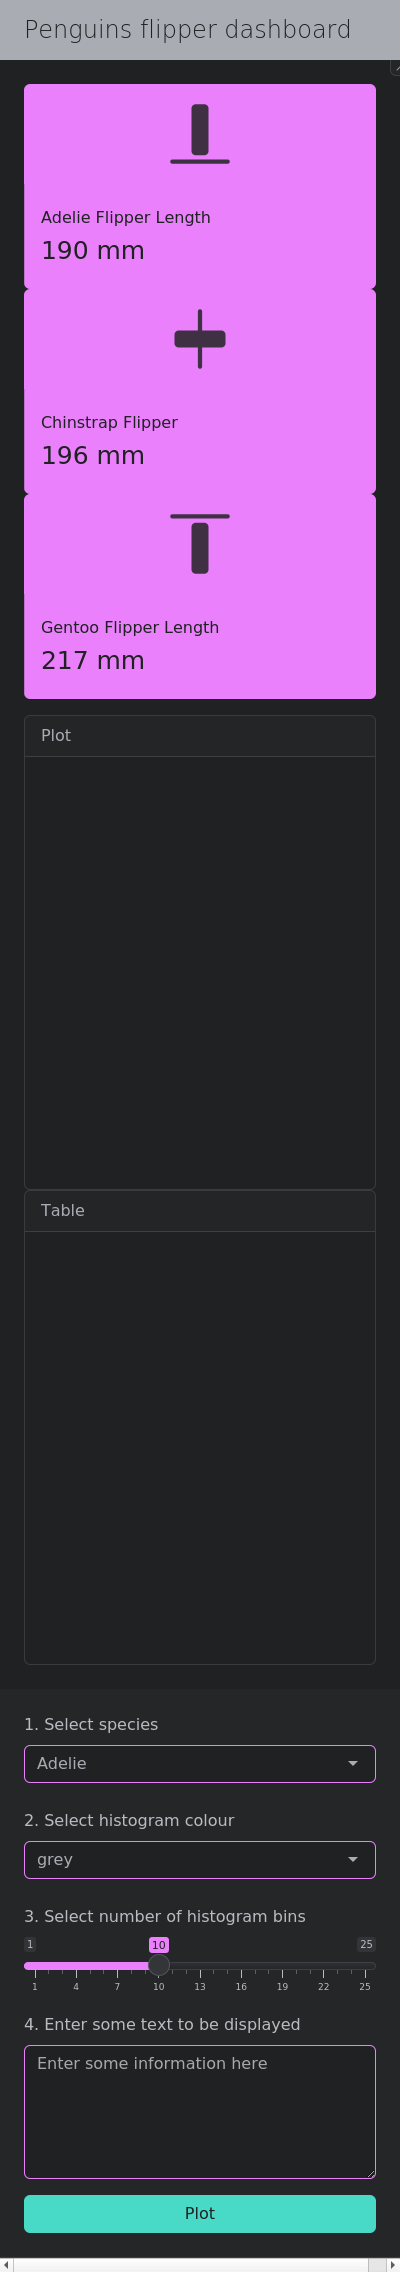 Penguins flipper dashboard
Adelie Flipper Length
190 mm
Chinstrap Flipper
196 mm
Gentoo Flipper Length
217 mm
Plot
Table
1. Select species
Adelie
2. Select histogram colour
grey
3. Select number of histogram bins
1 10 25
1 4 7 10 13 16 19 22 25
4. Enter some text to be displayed
Enter some information here
Plot